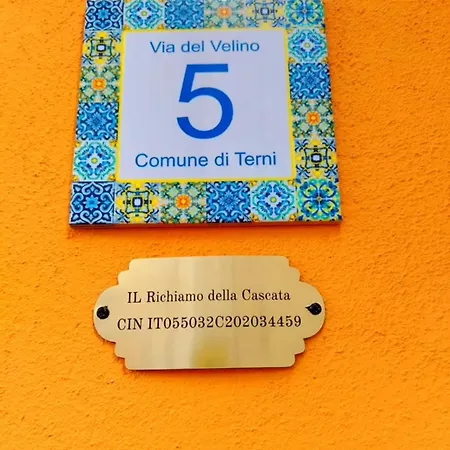 Via del Velino
5
Comune di Terni
IL Richiamo della Cascata
CIN IT055032C202034459